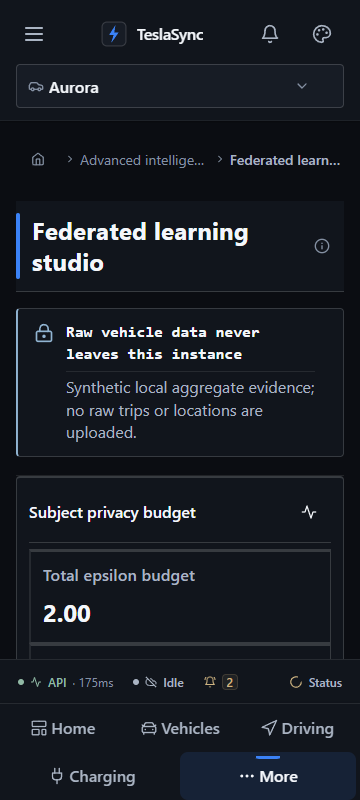 TeslaSync
Aurora
Advanced intellige... Federated learn...
Federated learning
studio
Raw vehicle data never
leaves this instance
Synthetic local aggregate evidence;
no raw trips or locations are
uploaded.
Subject privacy budget
Total epsilon budget
2.00
API · 175ms Idle 2 Status
Home Vehicles Driving
Charging More